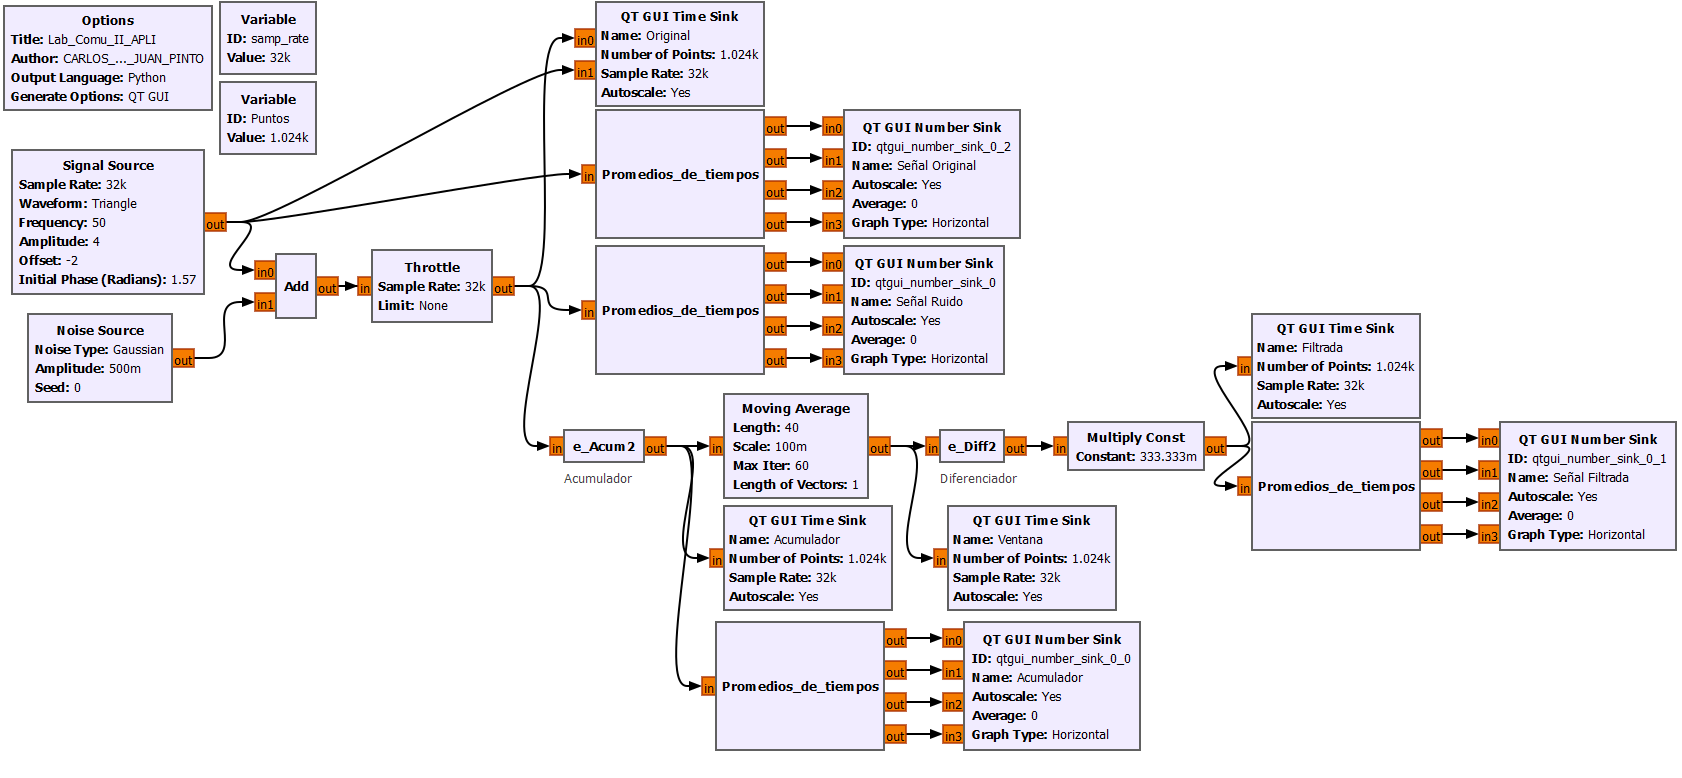 Options
Title: Lab_Comu_II_APLI
Author: CARLOS_..._JUAN_PINTO
Output Language: Python
Generate Options: QT GUI
Variable
ID: samp_rate
Value: 32k
Variable
ID: Puntos
Value: 1.024k
Signal Source
Sample Rate: 32k
Waveform: Triangle
Frequency: 50
Amplitude: 4
Offset: -2
Initial Phase (Radians): 1.57
out
Noise Source
Noise Type: Gaussian
Amplitude: 500m
Seed: 0
out
in0
in1
Add
out
in
Throttle
Sample Rate: 32k
Limit: None
out
in0
in1
QT GUI Time Sink
Name: Original
Number of Points: 1.024k
Sample Rate: 32k
Autoscale: Yes
in
Promedios_de_tiempos
out
out
out
out
in0
in1
in2
in3
QT GUI Number Sink
ID: qtgui_number_sink_0_2
Name: Señal Original
Autoscale: Yes
Average: 0
Graph Type: Horizontal
in
Promedios_de_tiempos
out
out
out
out
in0
in1
in2
in3
QT GUI Number Sink
ID: qtgui_number_sink_0
Name: Señal Ruido
Autoscale: Yes
Average: 0
Graph Type: Horizontal
in
e_Acum2
out
Acumulador
in
Moving Average
Length: 40
Scale: 100m
Max Iter: 60
Length of Vectors: 1
out
in
e_Diff2
out
Diferenciador
in
Multiply Const
Constant: 333.333m
out
in
QT GUI Time Sink
Name: Filtrada
Number of Points: 1.024k
Sample Rate: 32k
Autoscale: Yes
in
Promedios_de_tiempos
out
out
out
out
in0
in1
in2
in3
QT GUI Number Sink
ID: qtgui_number_sink_0_1
Name: Señal Filtrada
Autoscale: Yes
Average: 0
Graph Type: Horizontal
in
QT GUI Time Sink
Name: Acumulador
Number of Points: 1.024k
Sample Rate: 32k
Autoscale: Yes
in
QT GUI Time Sink
Name: Ventana
Number of Points: 1.024k
Sample Rate: 32k
Autoscale: Yes
in
Promedios_de_tiempos
out
out
out
out
in0
in1
in2
in3
QT GUI Number Sink
ID: qtgui_number_sink_0_0
Name: Acumulador
Autoscale: Yes
Average: 0
Graph Type: Horizontal